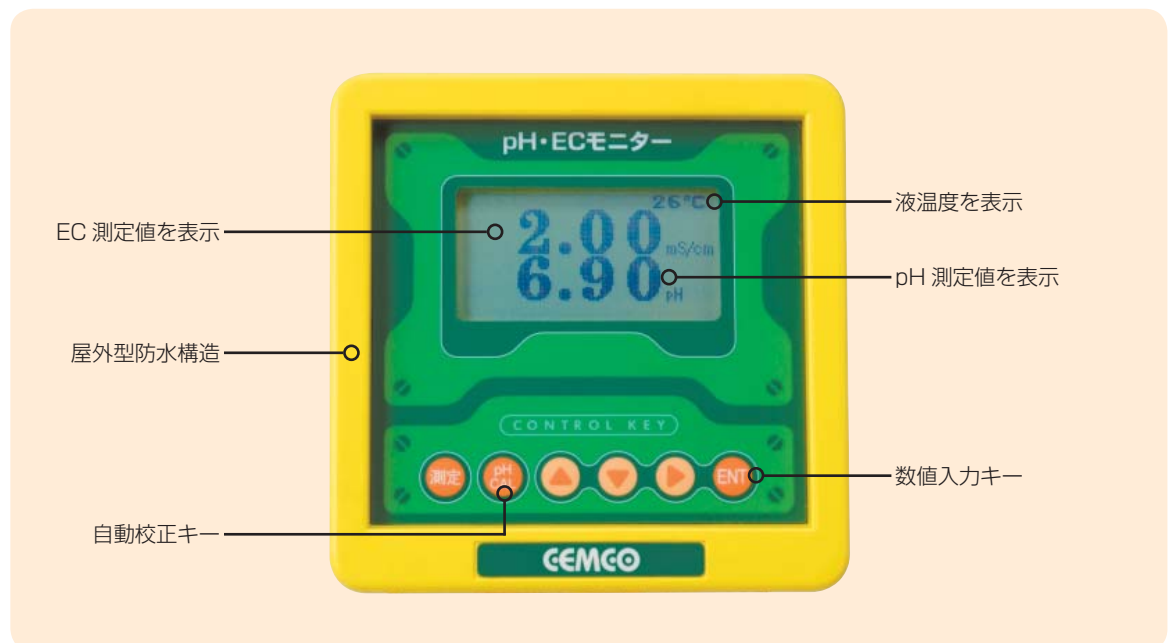 pH・ECモニター
26℃
液温度を表示
EC 測定値を表示
2.00 mS/cm
6.90 pH
pH 測定値を表示
屋外型防水構造
CONTROL KEY
測定
pH
CAL
ENT
数値入力キー
自動校正キー
CEMCO